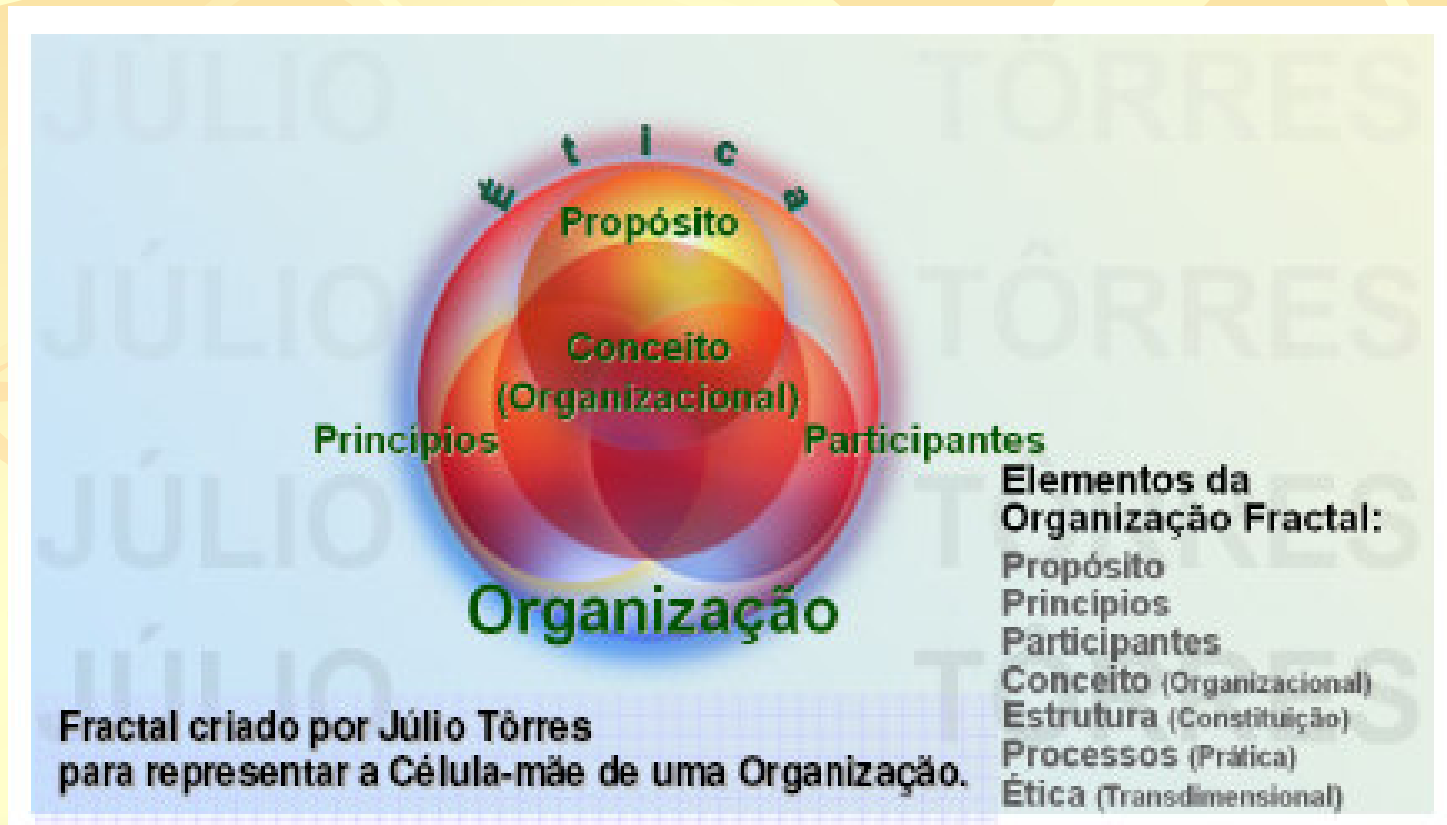 JÚLIO TÔRRES
JÚLIO TÔRRES
JÚLIO TÔRRES
JÚLIO TÔRRES
Ética
Propósito
Conceito
(Organizacional)
Princípios
Participantes
Organização
Elementos da
Organização Fractal:
Propósito
Princípios
Participantes
Conceito (Organizacional)
Estrutura (Constituição)
Processos (Prática)
Ética (Transdimensional)
Fractal criado por Júlio Tôrres
para representar a Célula-mãe de uma Organização.